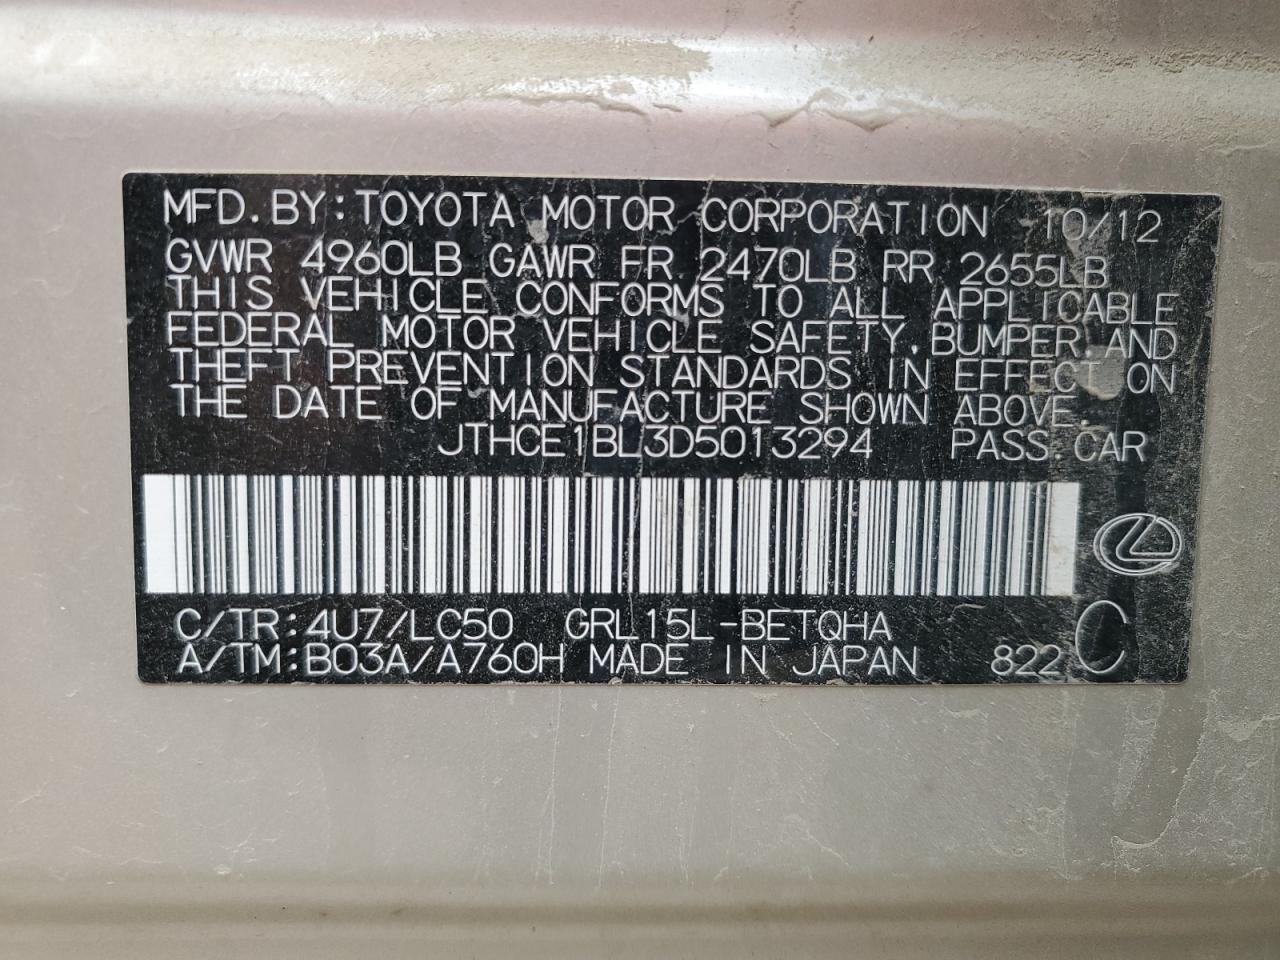 MFD. BY: TOYOTA MOTOR CORPORATION 10/12
GVWR 4960LB GAWR FR 2470LB RR 2655LB
THIS VEHICLE CONFORMS TO ALL APPLICABLE
FEDERAL MOTOR VEHICLE SAFETY, BUMPER, AND
THEFT PREVENTION STANDARDS IN EFFECT ON
THE DATE OF MANUFACTURE SHOWN ABOVE.
JTHCE1BL3D5013294 PASS. CAR
C/TR: 4U7/LC50 GRL15L-BETQHA
A/TM: B03A/A760H MADE IN JAPAN 822 C